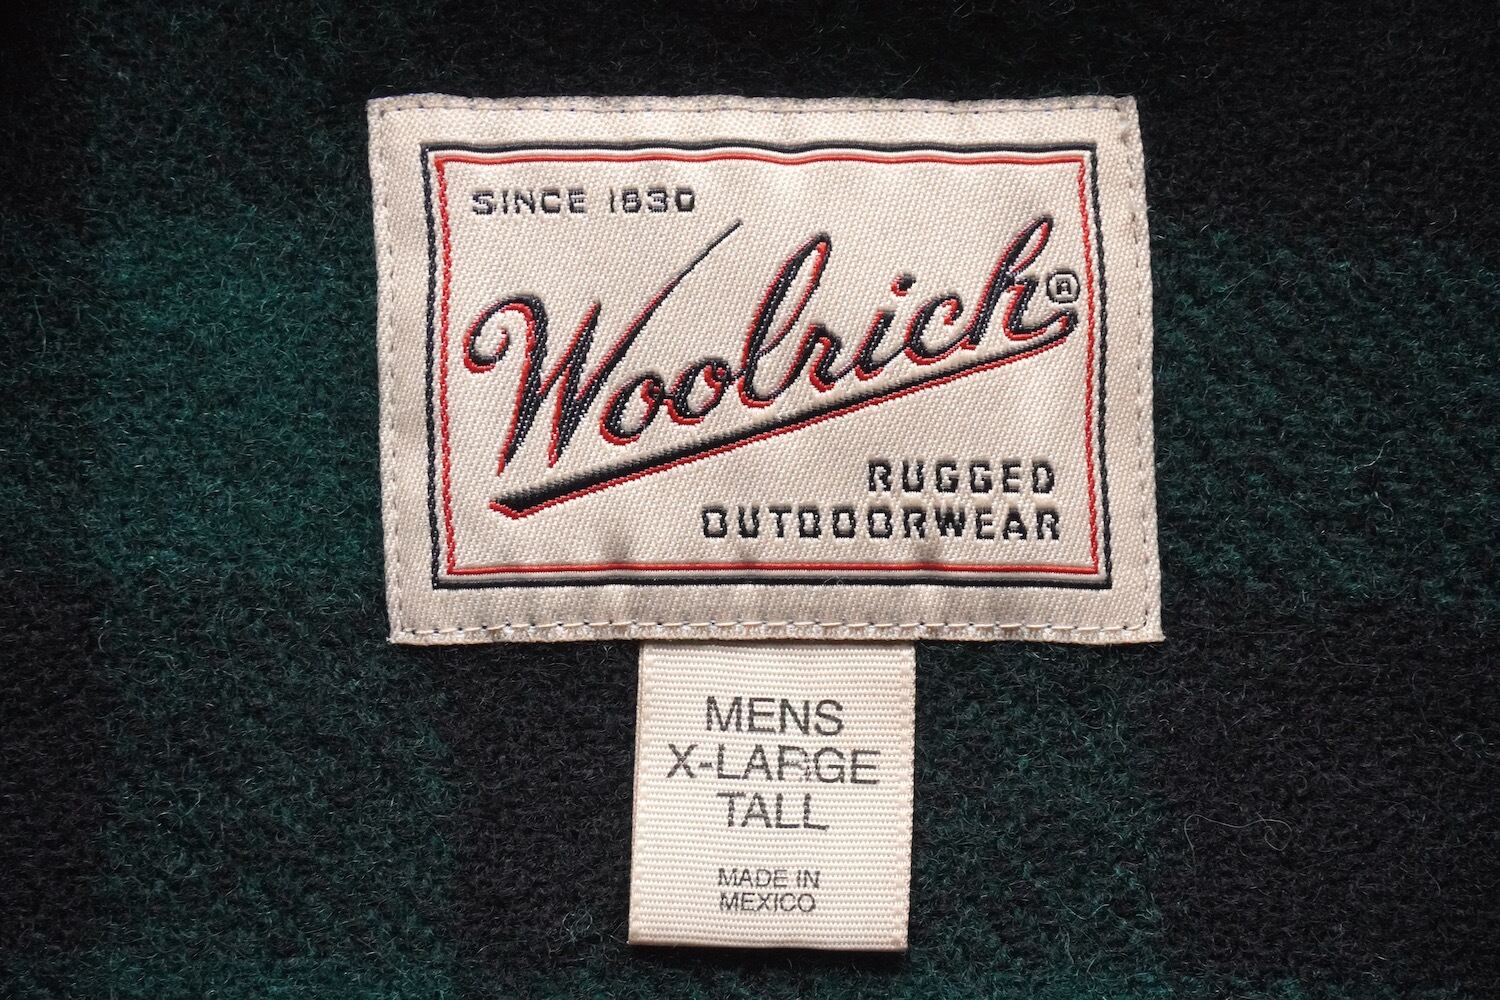 SINCE 1830
Woolrich®
RUGGED
OUTDOORWEAR
MENS
X-LARGE
TALL
MADE IN
MEXICO